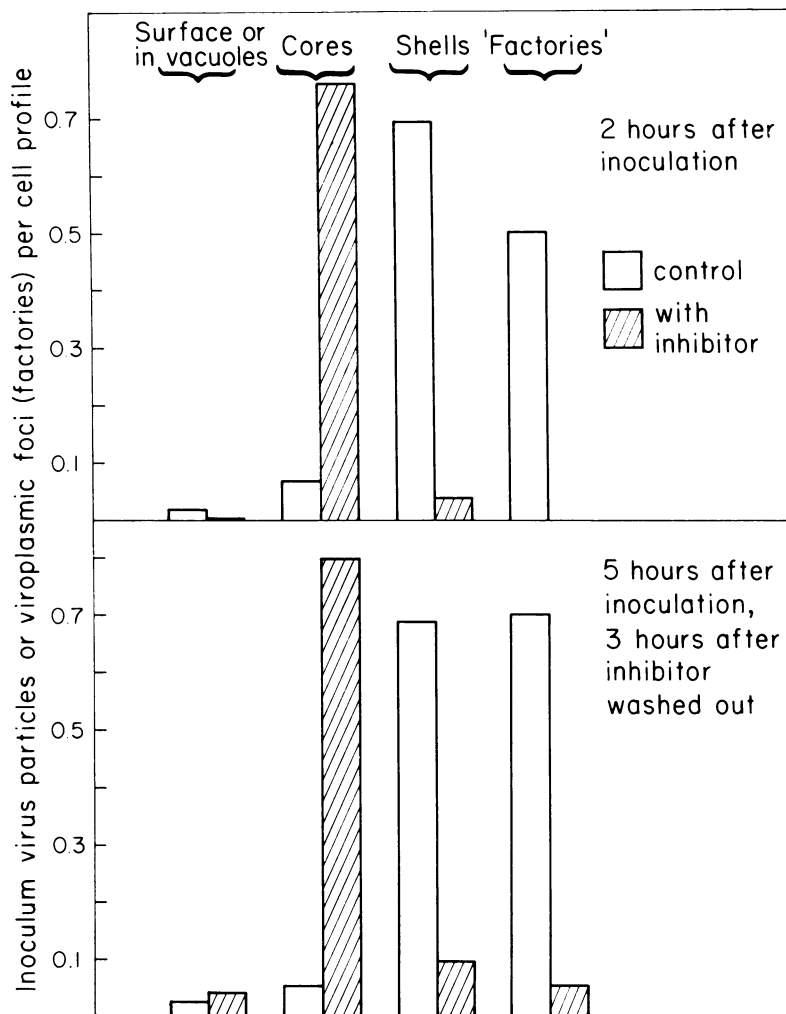 Inoculum virus particles or viroplasmic foci (factories) per cell profile
Surface or
in vacuoles
Cores
Shells
'Factories'
0.7
0.5
0.3
0.1
2 hours after
inoculation
control
with
inhibitor
0.7
0.5
0.3
0.1
5 hours after
inoculation,
3 hours after
inhibitor
washed out